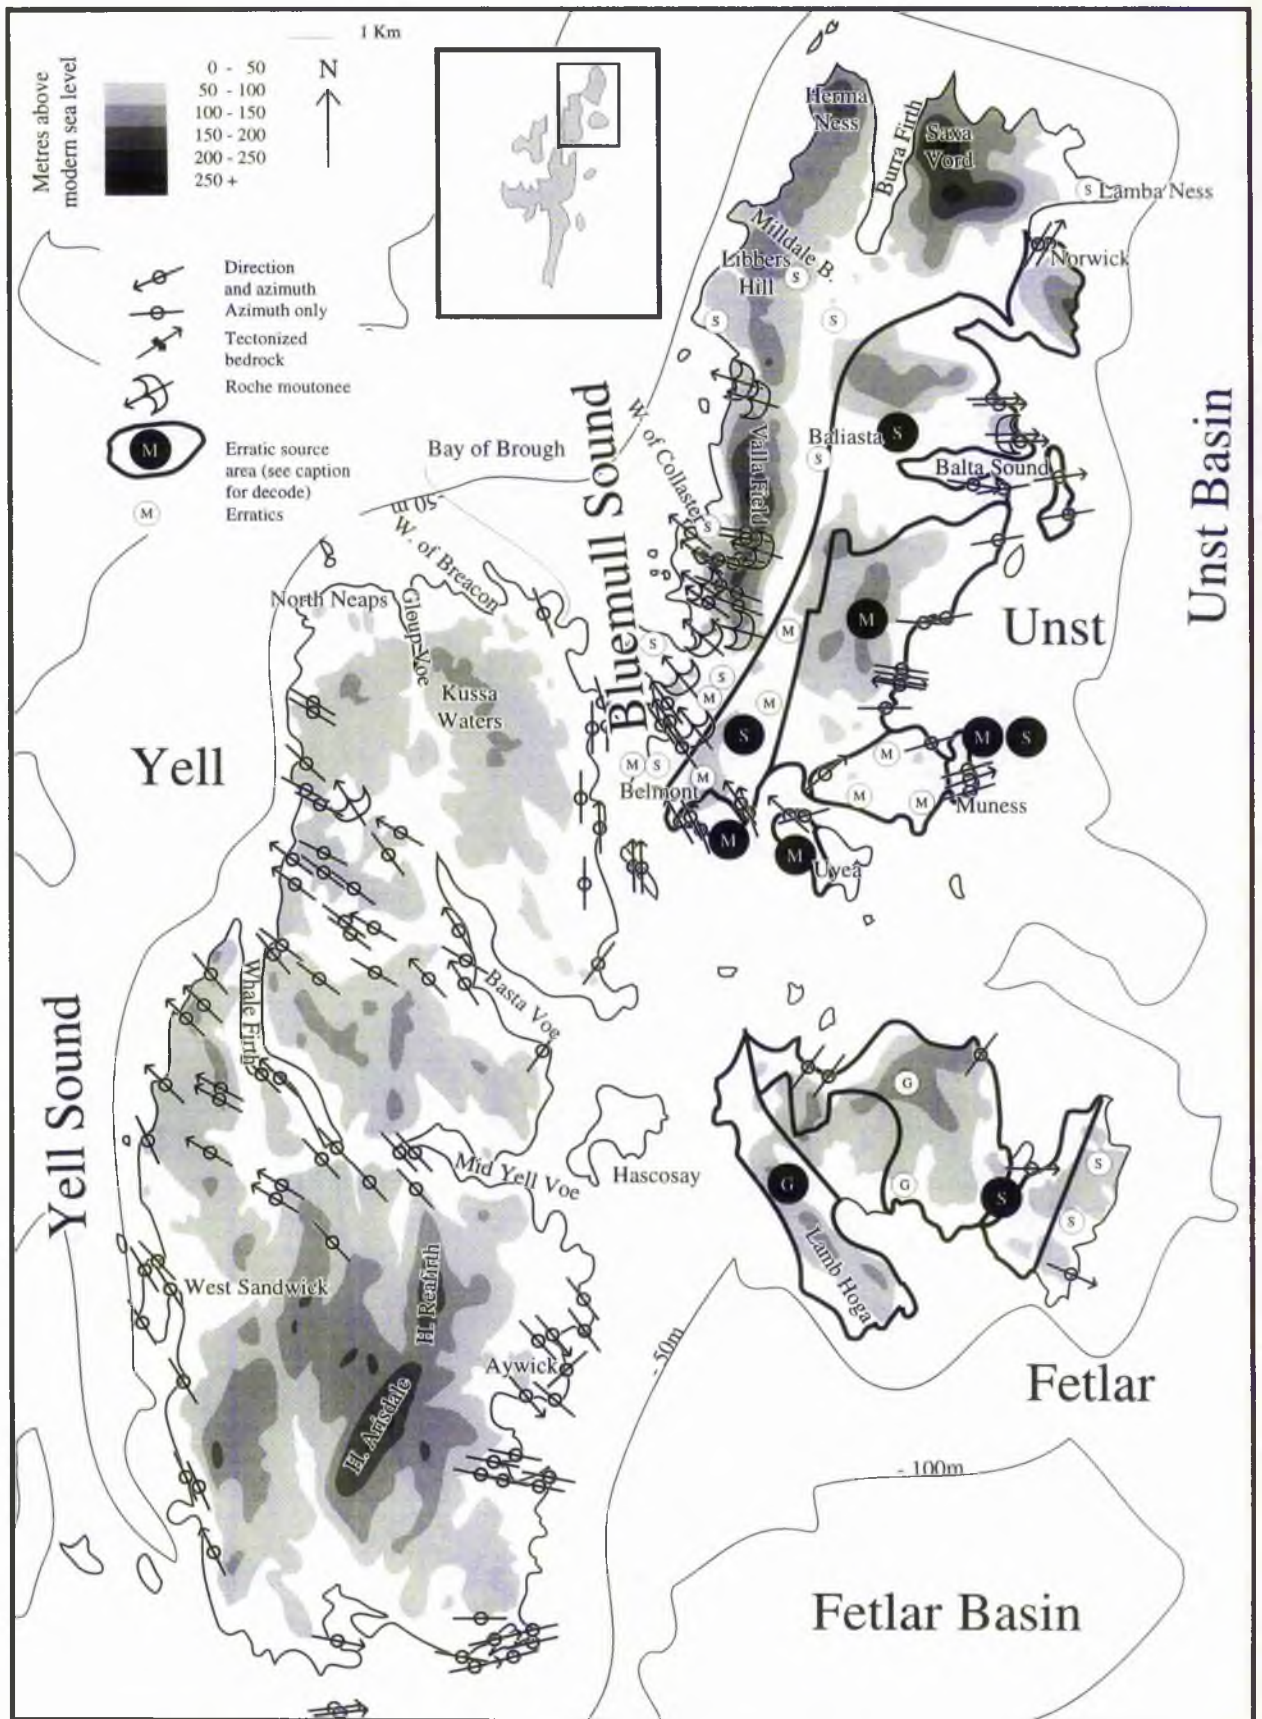 1 Km
Metres above
modern sea level
0 - 50
50 - 100
100 - 150
150 - 200
200 - 250
250 +
N
Direction
and azimuth
Azimuth only
Tectonized
bedrock
Roche moutonee
M
Erratic source
area (see caption
for decode)
M
Erratics
Herma
Ness
Burra Firth
Saxa
Vord
S
Lamba Ness
Milldale B.
Libbers
Hill
S
Norwick
S
S
W. of Collaster
Valla Field
Baliasta
S
S
Balta Sound
S
Bluemull Sound
Unst Basin
Bay of Brough
-50 m
W. of Breacon
North Neaps
Gloup Voe
Kussa
Waters
M
Unst
M
S
S
M
M
S
M
S
M
M
S
M
Belmont
M
M
M
Muness
M
M
Uyea
Yell
Yell Sound
Whale Firth
Basta Voe
Mid Yell Voe
Hascosay
G
G
G
S
S
S
Lamb Hoga
West Sandwick
H. Reafirth
Aywick
H. Arisdale
- 50m
Fetlar
- 100m
Fetlar Basin